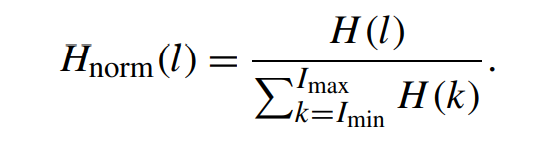 H_norm(l) = H(l) / ∑_{k=I_min}^{I_max} H(k).